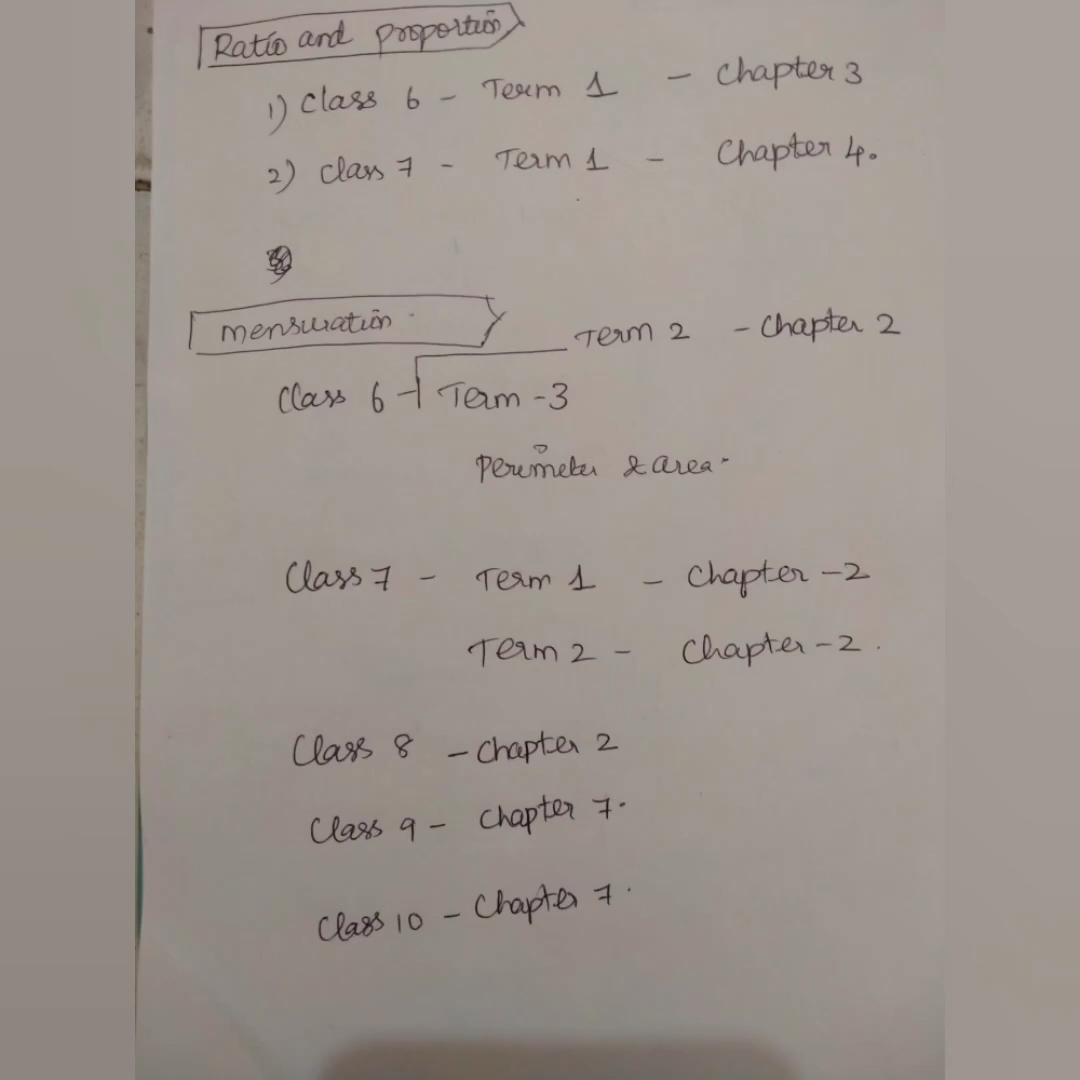 Ratio and proportion
1) Class 6 - Term 1 - Chapter 3
2) Class 7 - Term 1 - Chapter 4.
Mensuration
Term 2 - Chapter 2
Class 6 - Term - 3
Perimeter & area.
Class 7 - Term 1 - Chapter - 2
Term 2 - Chapter - 2.
Class 8 - Chapter 2
Class 9 - Chapter 7.
Class 10 - Chapter 7.